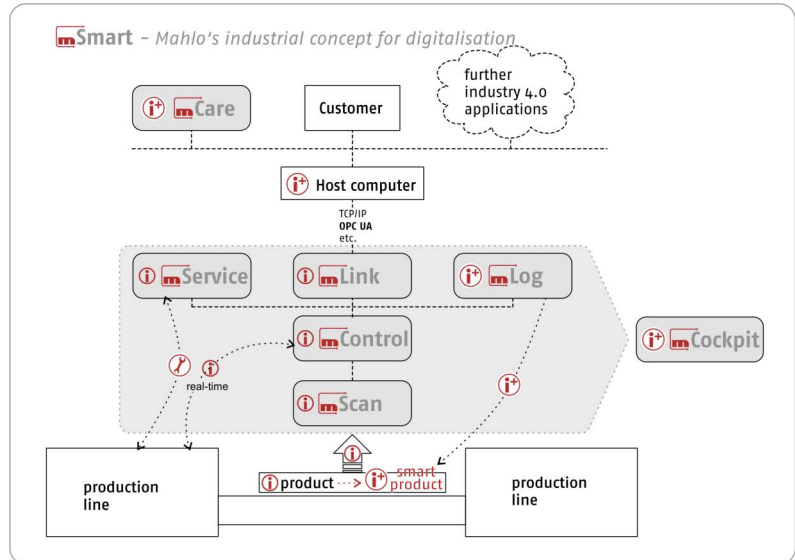 mSmart – Mahlo's industrial concept for digitalisation
further
industry 4.0
applications
i+ mCare
Customer
i+ Host computer
TCP/IP
OPC UA
etc.
i mService
i mLink
i+ mLog
i mControl
i+ mCockpit
i
real-time
i+
i mScan
i
i product
i+ smart
product
production
line
production
line